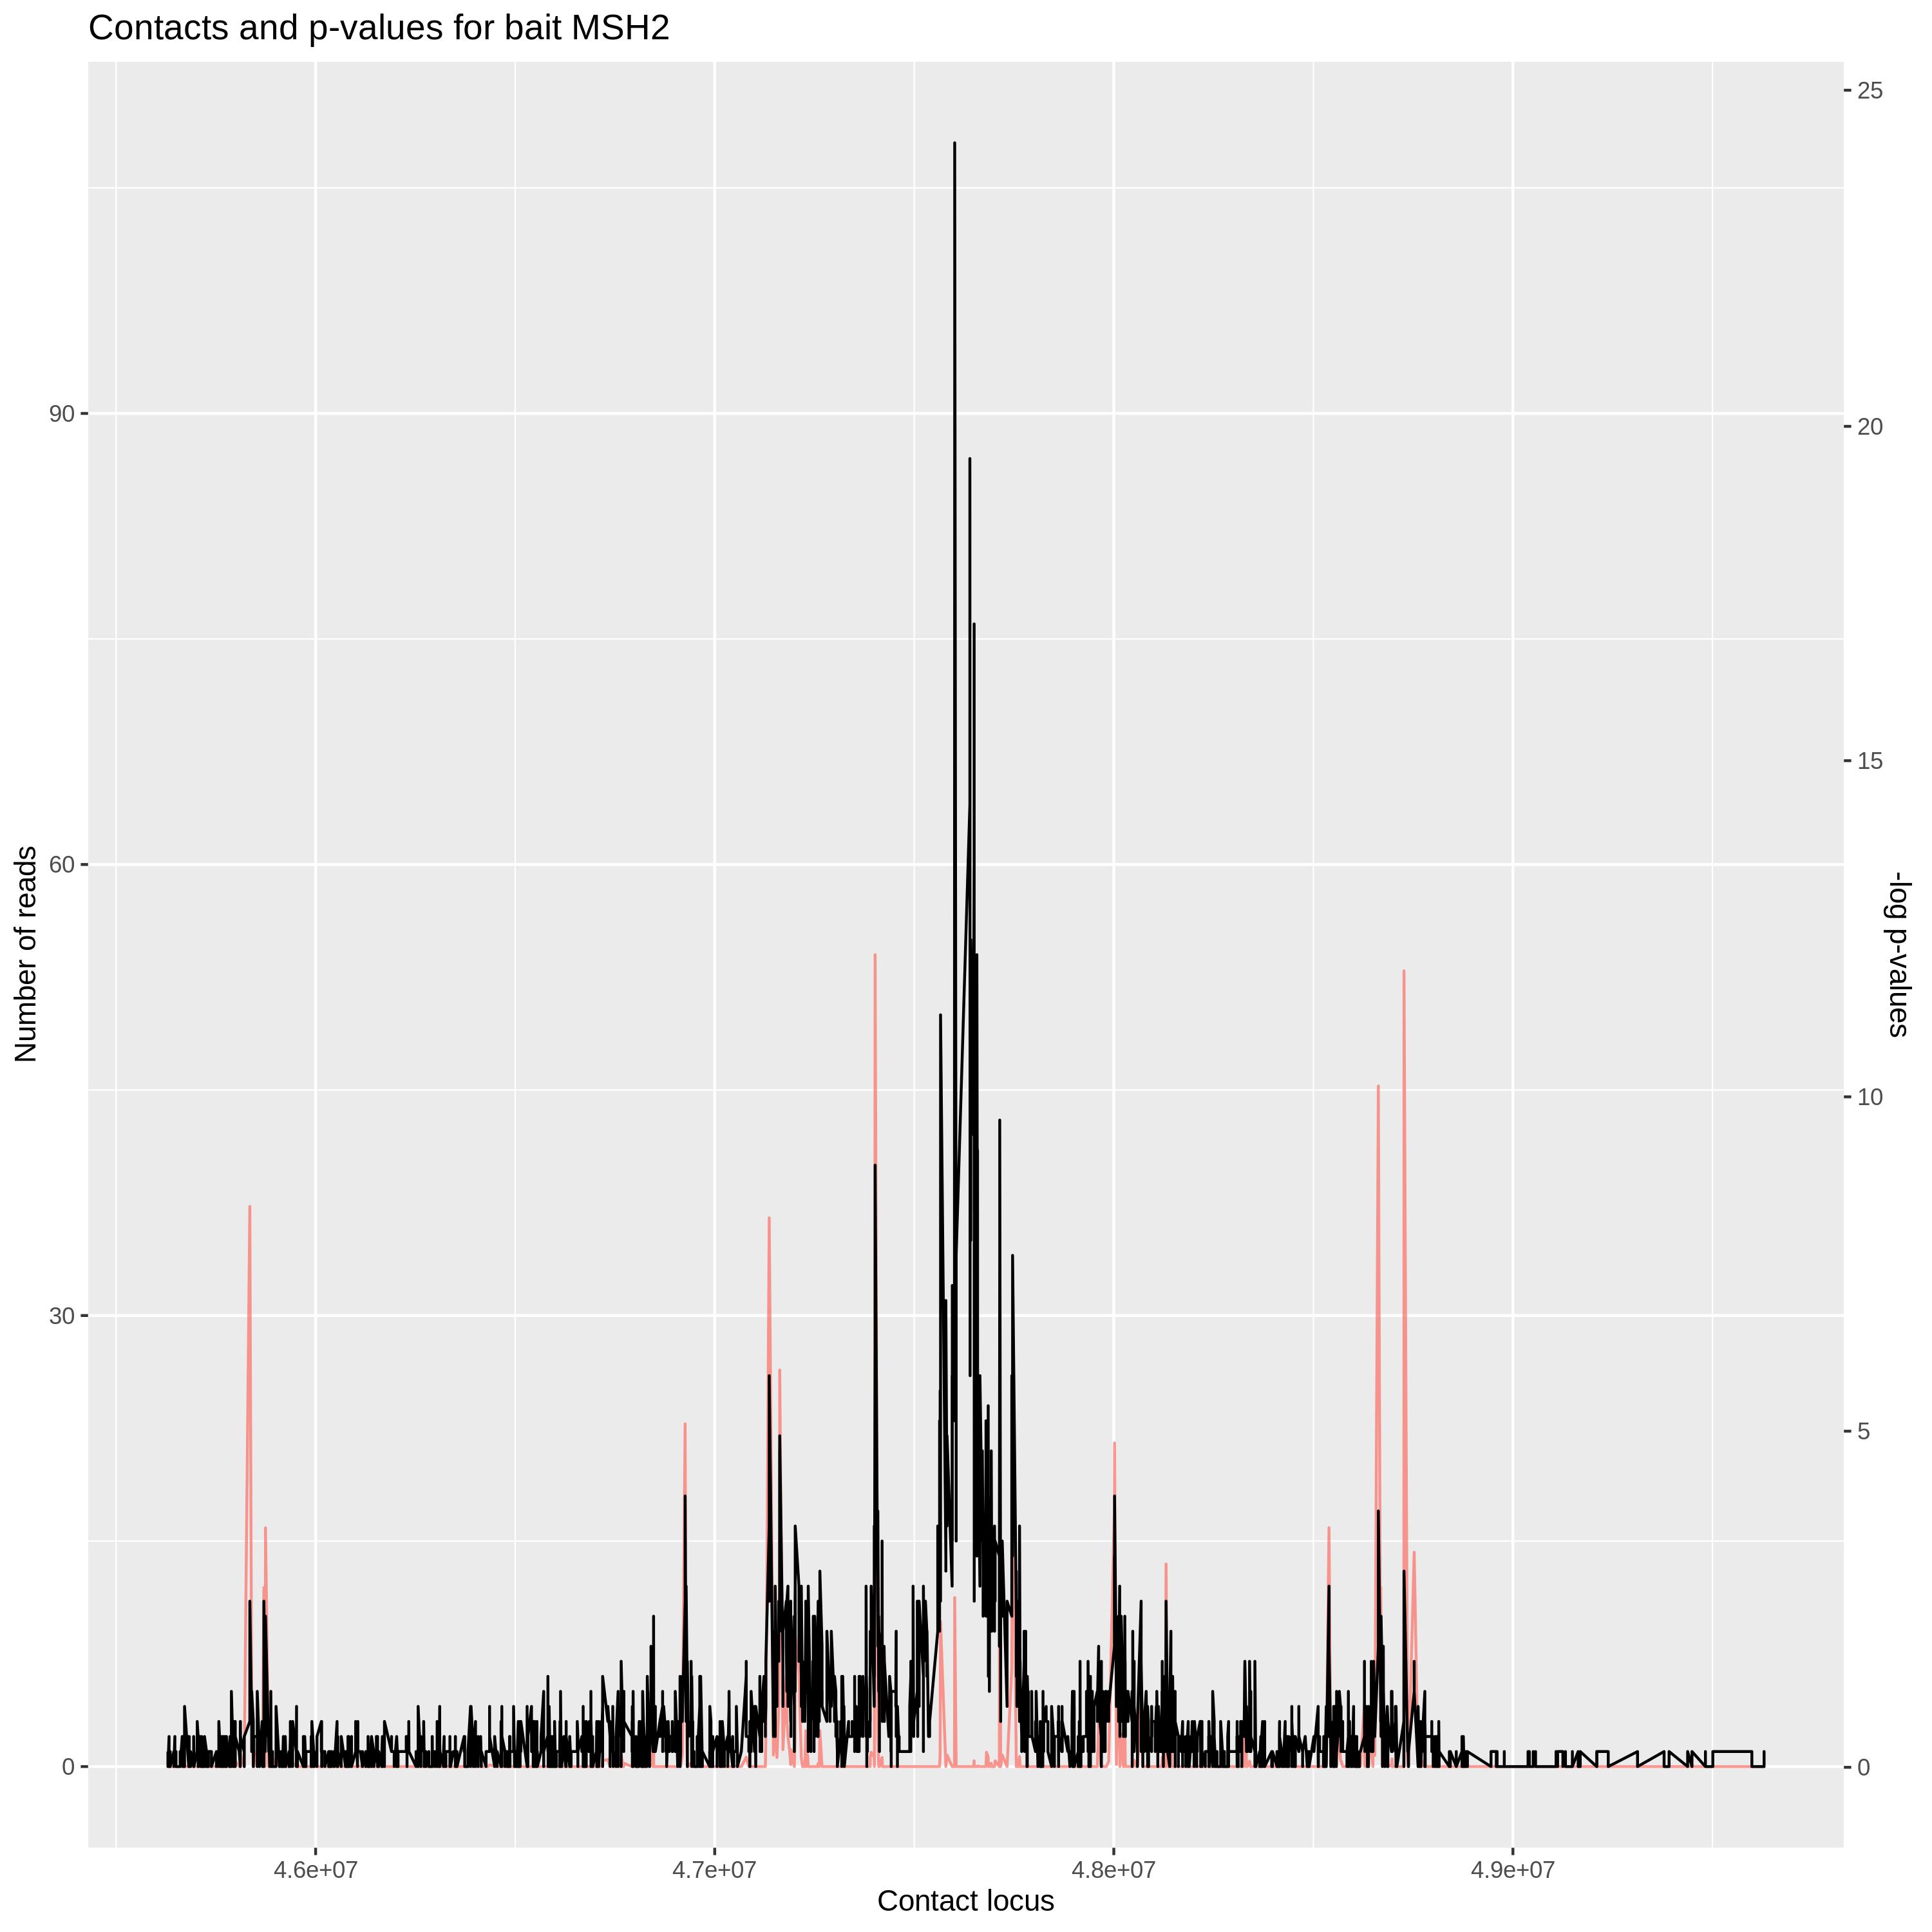 Contacts and p-values for bait MSH2
Number of reads
90
60
30
0
25
20
15
10
5
0
-log p-values
4.6e+07 4.7e+07 4.8e+07 4.9e+07
Contact locus